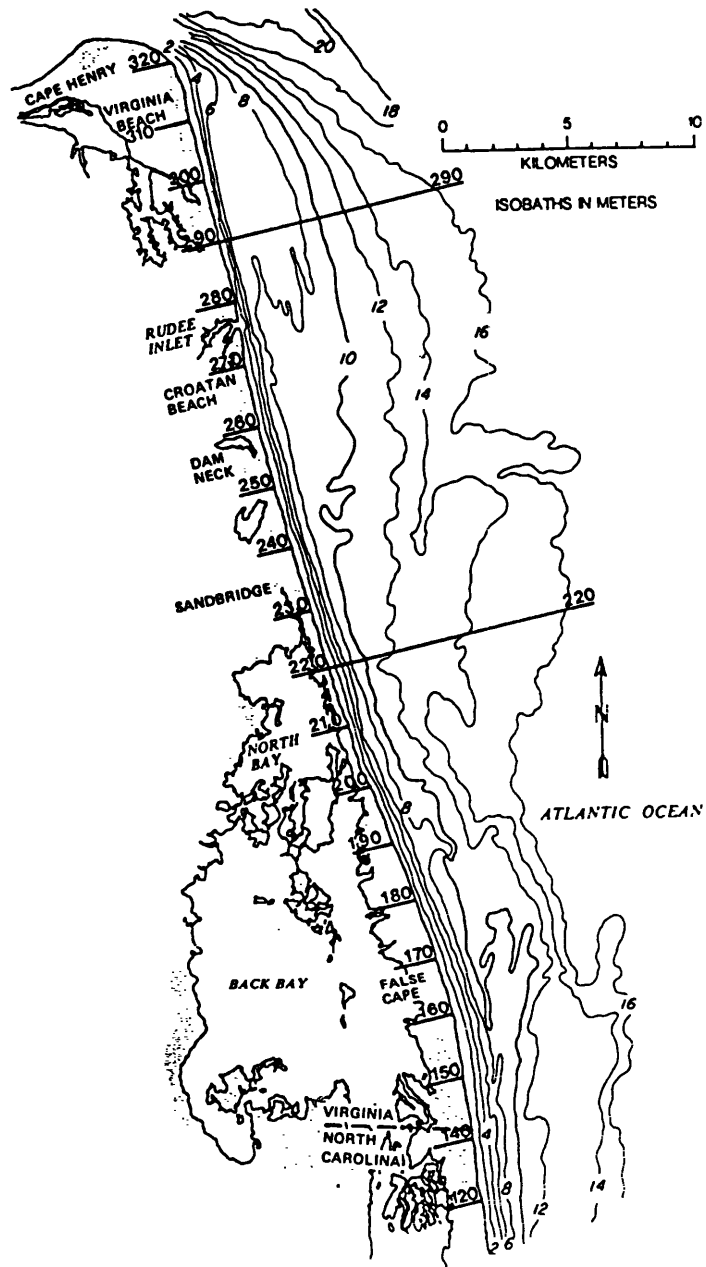 20
2
320
4
CAPE HENRY
8
18
6
VIRGINIA
BEACH
310
0 5 10
KILOMETERS
300
290
ISOBATHS IN METERS
290
280
12
16
RUDEE
INLET
10
270
14
CROATAN
BEACH
260
DAM
NECK
250
240
SANDBRIDGE
230
220
220
N
210
NORTH
BAY
200
8
ATLANTIC OCEAN
190
180
170
BACK BAY
FALSE
CAPE
16
160
150
VIRGINIA
NORTH
CAROLINA
140
4
120
8
12
14
2 6